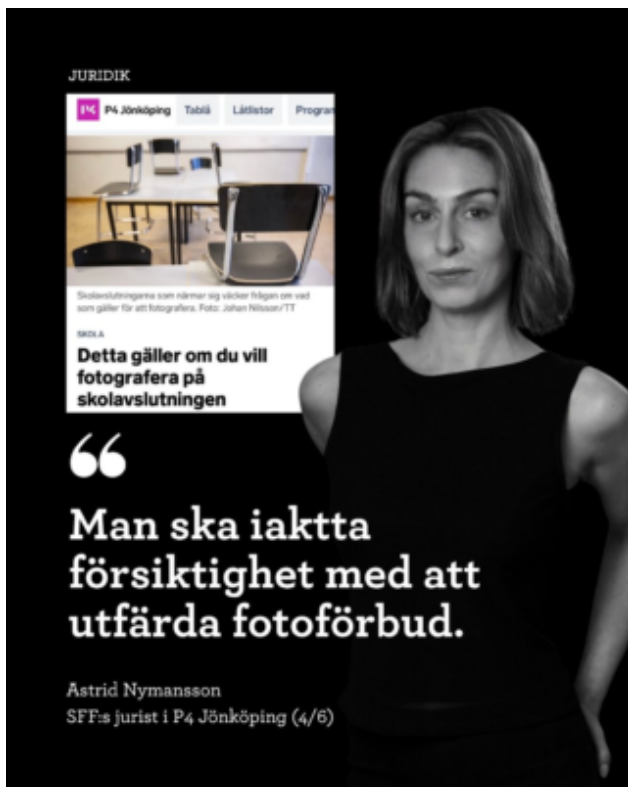 JURIDIK
P4 P4 Jönköping Tablå Låtlistor Program
Skolavslutningarna som närmar sig väcker frågan om vad
som gäller för att fotografera. Foto: Johan Nilsson/TT
SKOLA
Detta gäller om du vill
fotografera på
skolavslutningen
“
Man ska iaktta
försiktighet med att
utfärda fotoförbud.
Astrid Nymansson
SFF:s jurist i P4 Jönköping (4/6)